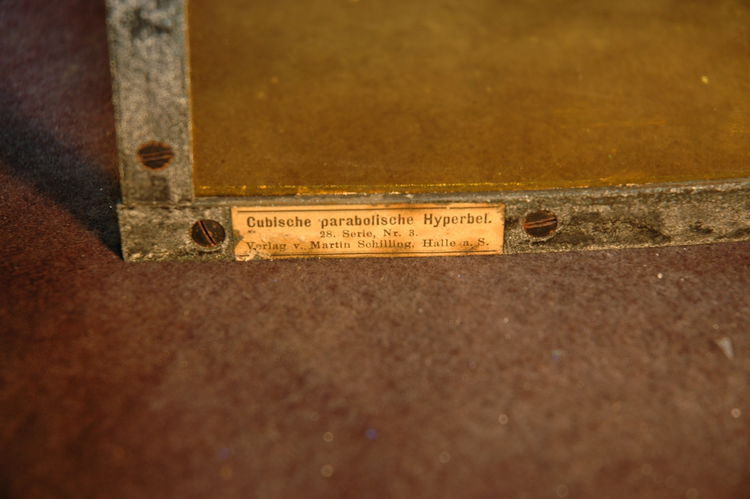 Cubische parabolische Hyperbel.
28. Serie, Nr. 3.
Verlag v. Martin Schilling, Halle a. S.